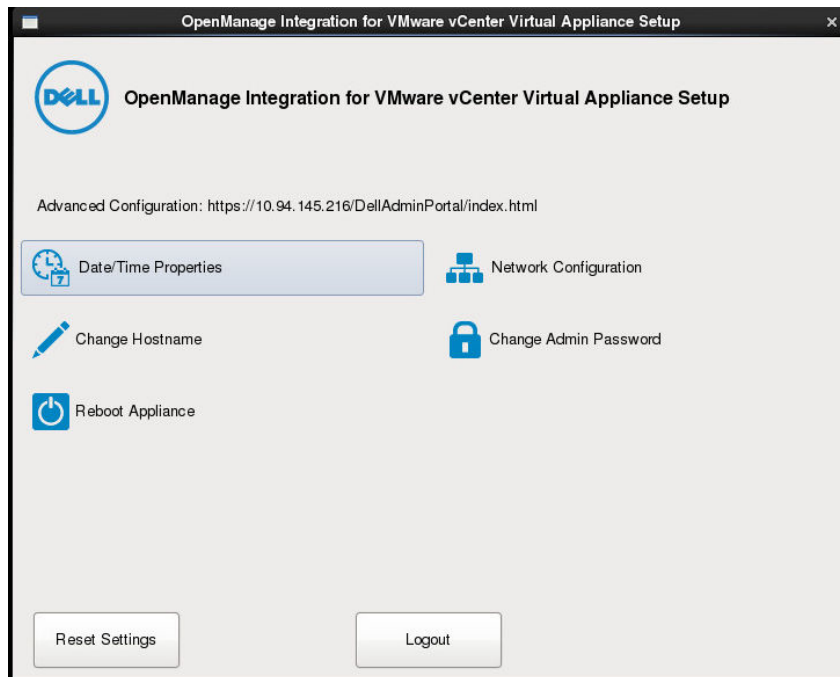 OpenManage Integration for VMware vCenter Virtual Appliance Setup
DELL OpenManage Integration for VMware vCenter Virtual Appliance Setup
Advanced Configuration: https://10.94.145.216/DellAdminPortal/index.html
7 Date/Time Properties
Network Configuration
Change Hostname
Change Admin Password
Reboot Appliance
Reset Settings
Logout